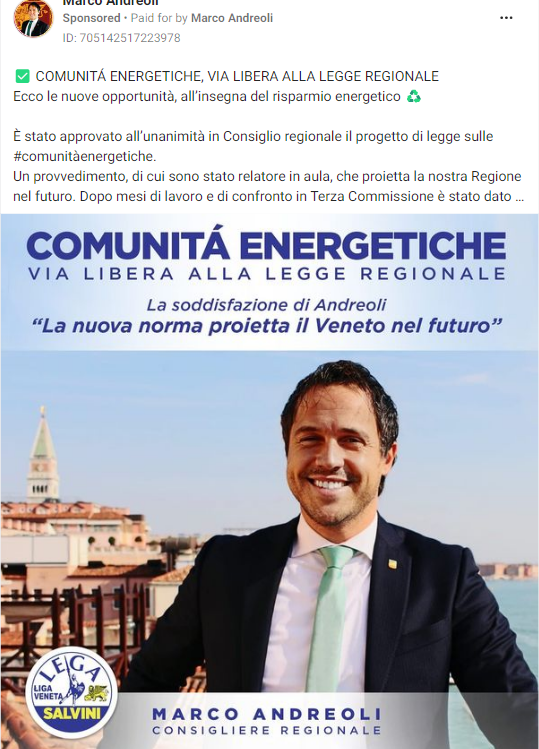 Marco Andreoli
Sponsored • Paid for by Marco Andreoli
ID: 705142517223978
✅ COMUNITÁ ENERGETICHE, VIA LIBERA ALLA LEGGE REGIONALE
Ecco le nuove opportunità, all'insegna del risparmio energetico ♻️
È stato approvato all'unanimità in Consiglio regionale il progetto di legge sulle
#comunitàenergetiche.
Un provvedimento, di cui sono stato relatore in aula, che proietta la nostra Regione
nel futuro. Dopo mesi di lavoro e di confronto in Terza Commissione è stato dato ...
COMUNITÁ ENERGETICHE
VIA LIBERA ALLA LEGGE REGIONALE
La soddisfazione di Andreoli
“La nuova norma proietta il Veneto nel futuro”
LEGA
LIGA
VENETA
SALVINI
MARCO ANDREOLI
CONSIGLIERE REGIONALE